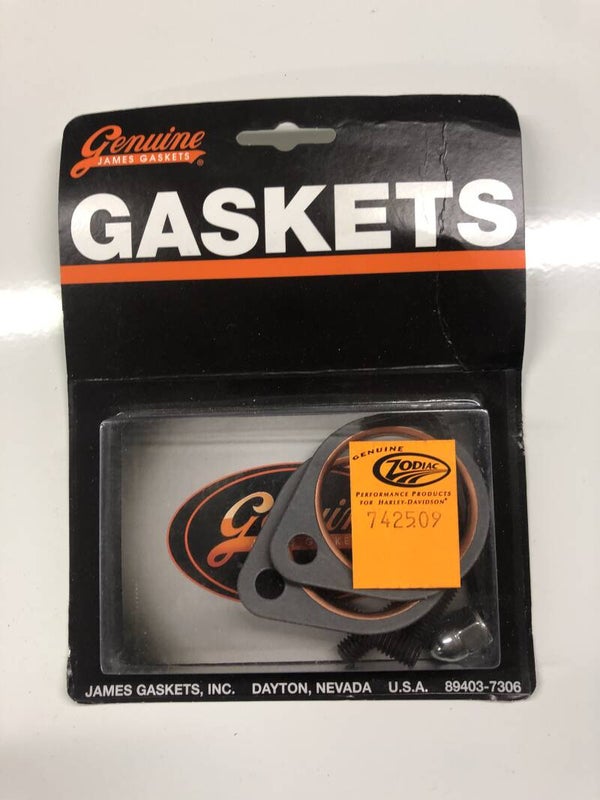 Genuine
JAMES GASKETS®
GASKETS
GENUINE
ZODIAC
PERFORMANCE PRODUCTS
FOR HARLEY-DAVIDSON®
742509
JAMES GASKETS, INC. DAYTON, NEVADA U.S.A. 89403-7306